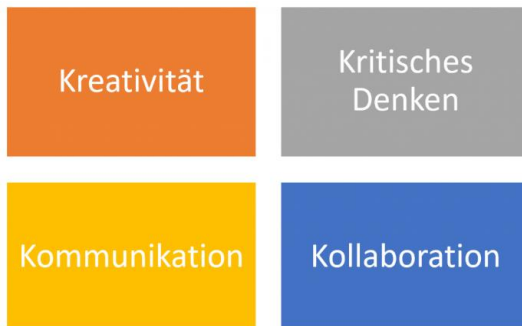 Kreativität
Kritisches
Denken
Kommunikation
Kollaboration